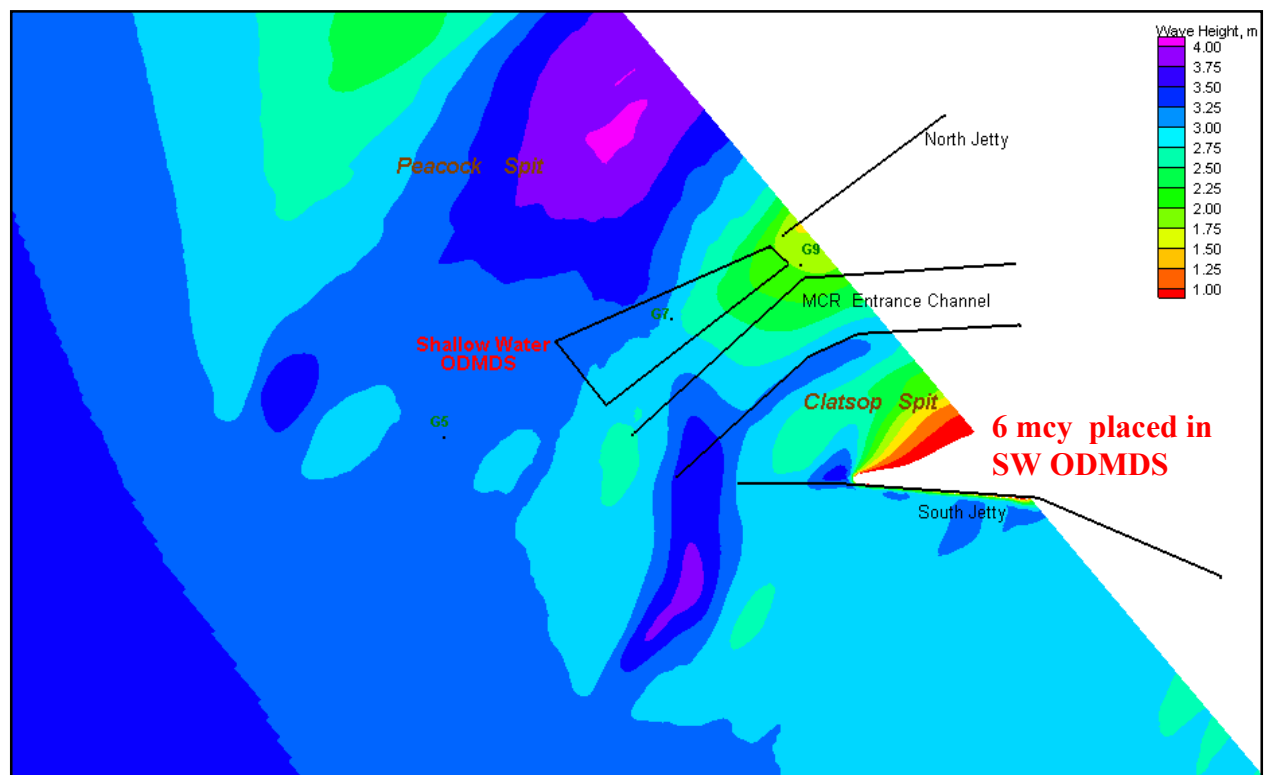 Wave Height, m
4.00
3.75
3.50
3.25
3.00
2.75
2.50
2.25
2.00
1.75
1.50
1.25
1.00
North Jetty
Peacock Spit
G9
MCR Entrance Channel
G7
Shallow Water
ODMDS
Clatsop Spit
G5
6 mcy placed in
SW ODMDS
South Jetty